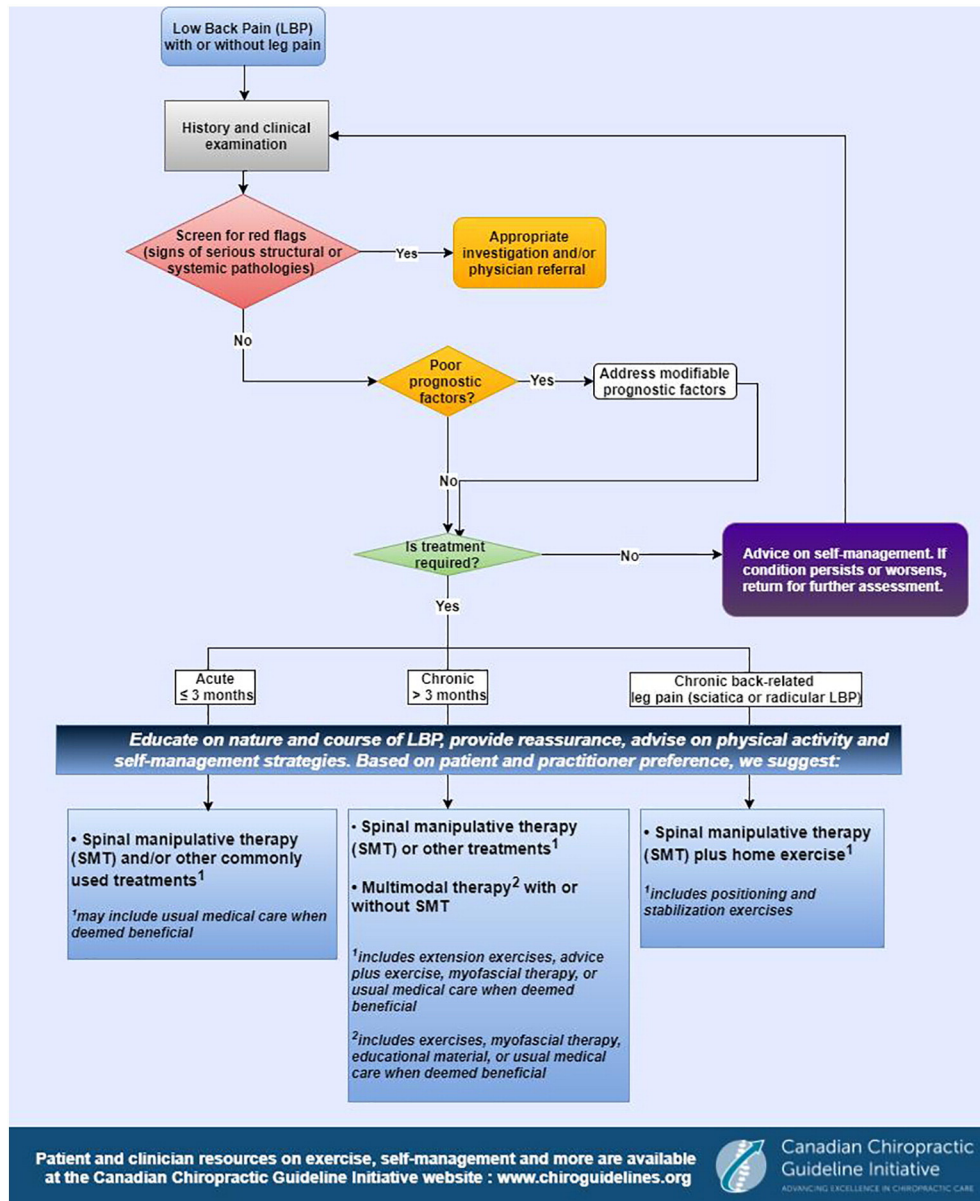 Low Back Pain (LBP)
with or without leg pain
History and clinical
examination
Screen for red flags
(signs of serious structural or
systemic pathologies)
Yes
Appropriate
investigation and/or
physician referral
No
Poor
prognostic
factors?
Yes
Address modifiable
prognostic factors
No
Is treatment
required?
No
Advice on self-management. If
condition persists or worsens,
return for further assessment.
Yes
Acute
≤ 3 months
Chronic
> 3 months
Chronic back-related
leg pain (sciatica or radicular LBP)
Educate on nature and course of LBP, provide reassurance, advise on physical activity and
self-management strategies. Based on patient and practitioner preference, we suggest:
• Spinal manipulative therapy
(SMT) and/or other commonly
used treatments¹
¹may include usual medical care when
deemed beneficial
• Spinal manipulative therapy
(SMT) or other treatments¹
• Multimodal therapy² with or
without SMT
¹includes extension exercises, advice
plus exercise, myofascial therapy, or
usual medical care when deemed
beneficial
²includes exercises, myofascial therapy,
educational material, or usual medical
care when deemed beneficial
• Spinal manipulative therapy
(SMT) plus home exercise¹
¹includes positioning and
stabilization exercises
Patient and clinician resources on exercise, self-management and more are available
at the Canadian Chiropractic Guideline Initiative website : www.chiroguidelines.org
Canadian Chiropractic
Guideline Initiative
ADVANCING EXCELLENCE IN CHIROPRACTIC CARE